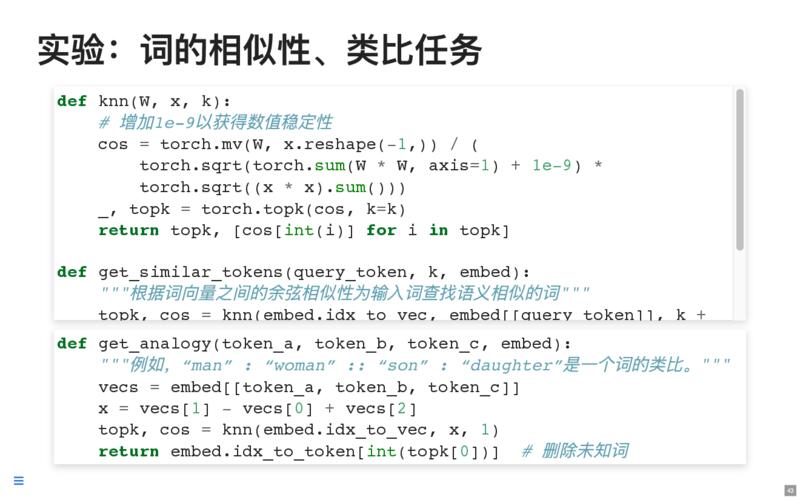 实验：词的相似性、类比任务
def knn(W, x, k):
    # 增加1e-9以获得数值稳定性
    cos = torch.mv(W, x.reshape(-1,)) / (
        torch.sqrt(torch.sum(W * W, axis=1) + 1e-9) *
        torch.sqrt((x * x).sum()))
    _, topk = torch.topk(cos, k=k)
    return topk, [cos[int(i)] for i in topk]
def get_similar_tokens(query_token, k, embed):
    """根据词向量之间的余弦相似性为输入词查找语义相似的词"""
    topk, cos = knn(embed.idx_to_vec, embed[[query_token]], k +
def get_analogy(token_a, token_b, token_c, embed):
    """例如，“man” : “woman” :: “son” : “daughter”是一个词的类比。"""
    vecs = embed[[token_a, token_b, token_c]]
    x = vecs[1] - vecs[0] + vecs[2]
    topk, cos = knn(embed.idx_to_vec, x, 1)
    return embed.idx_to_token[int(topk[0])]  # 删除未知词
43